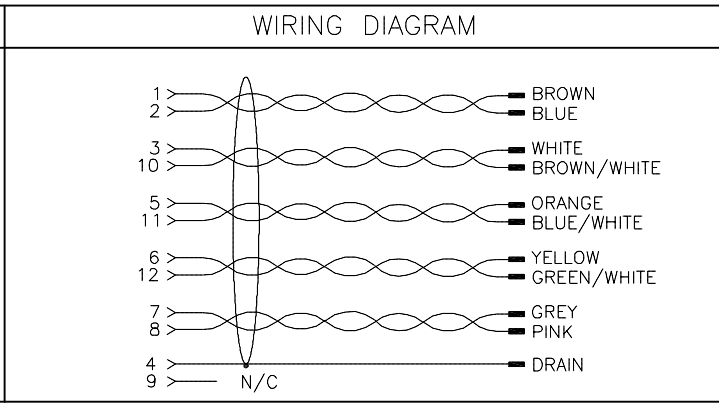 WIRING DIAGRAM
1 BROWN
2 BLUE
3 WHITE
10 BROWN/WHITE
5 ORANGE
11 BLUE/WHITE
6 YELLOW
12 GREEN/WHITE
7 GREY
8 PINK
4 DRAIN
9 N/C